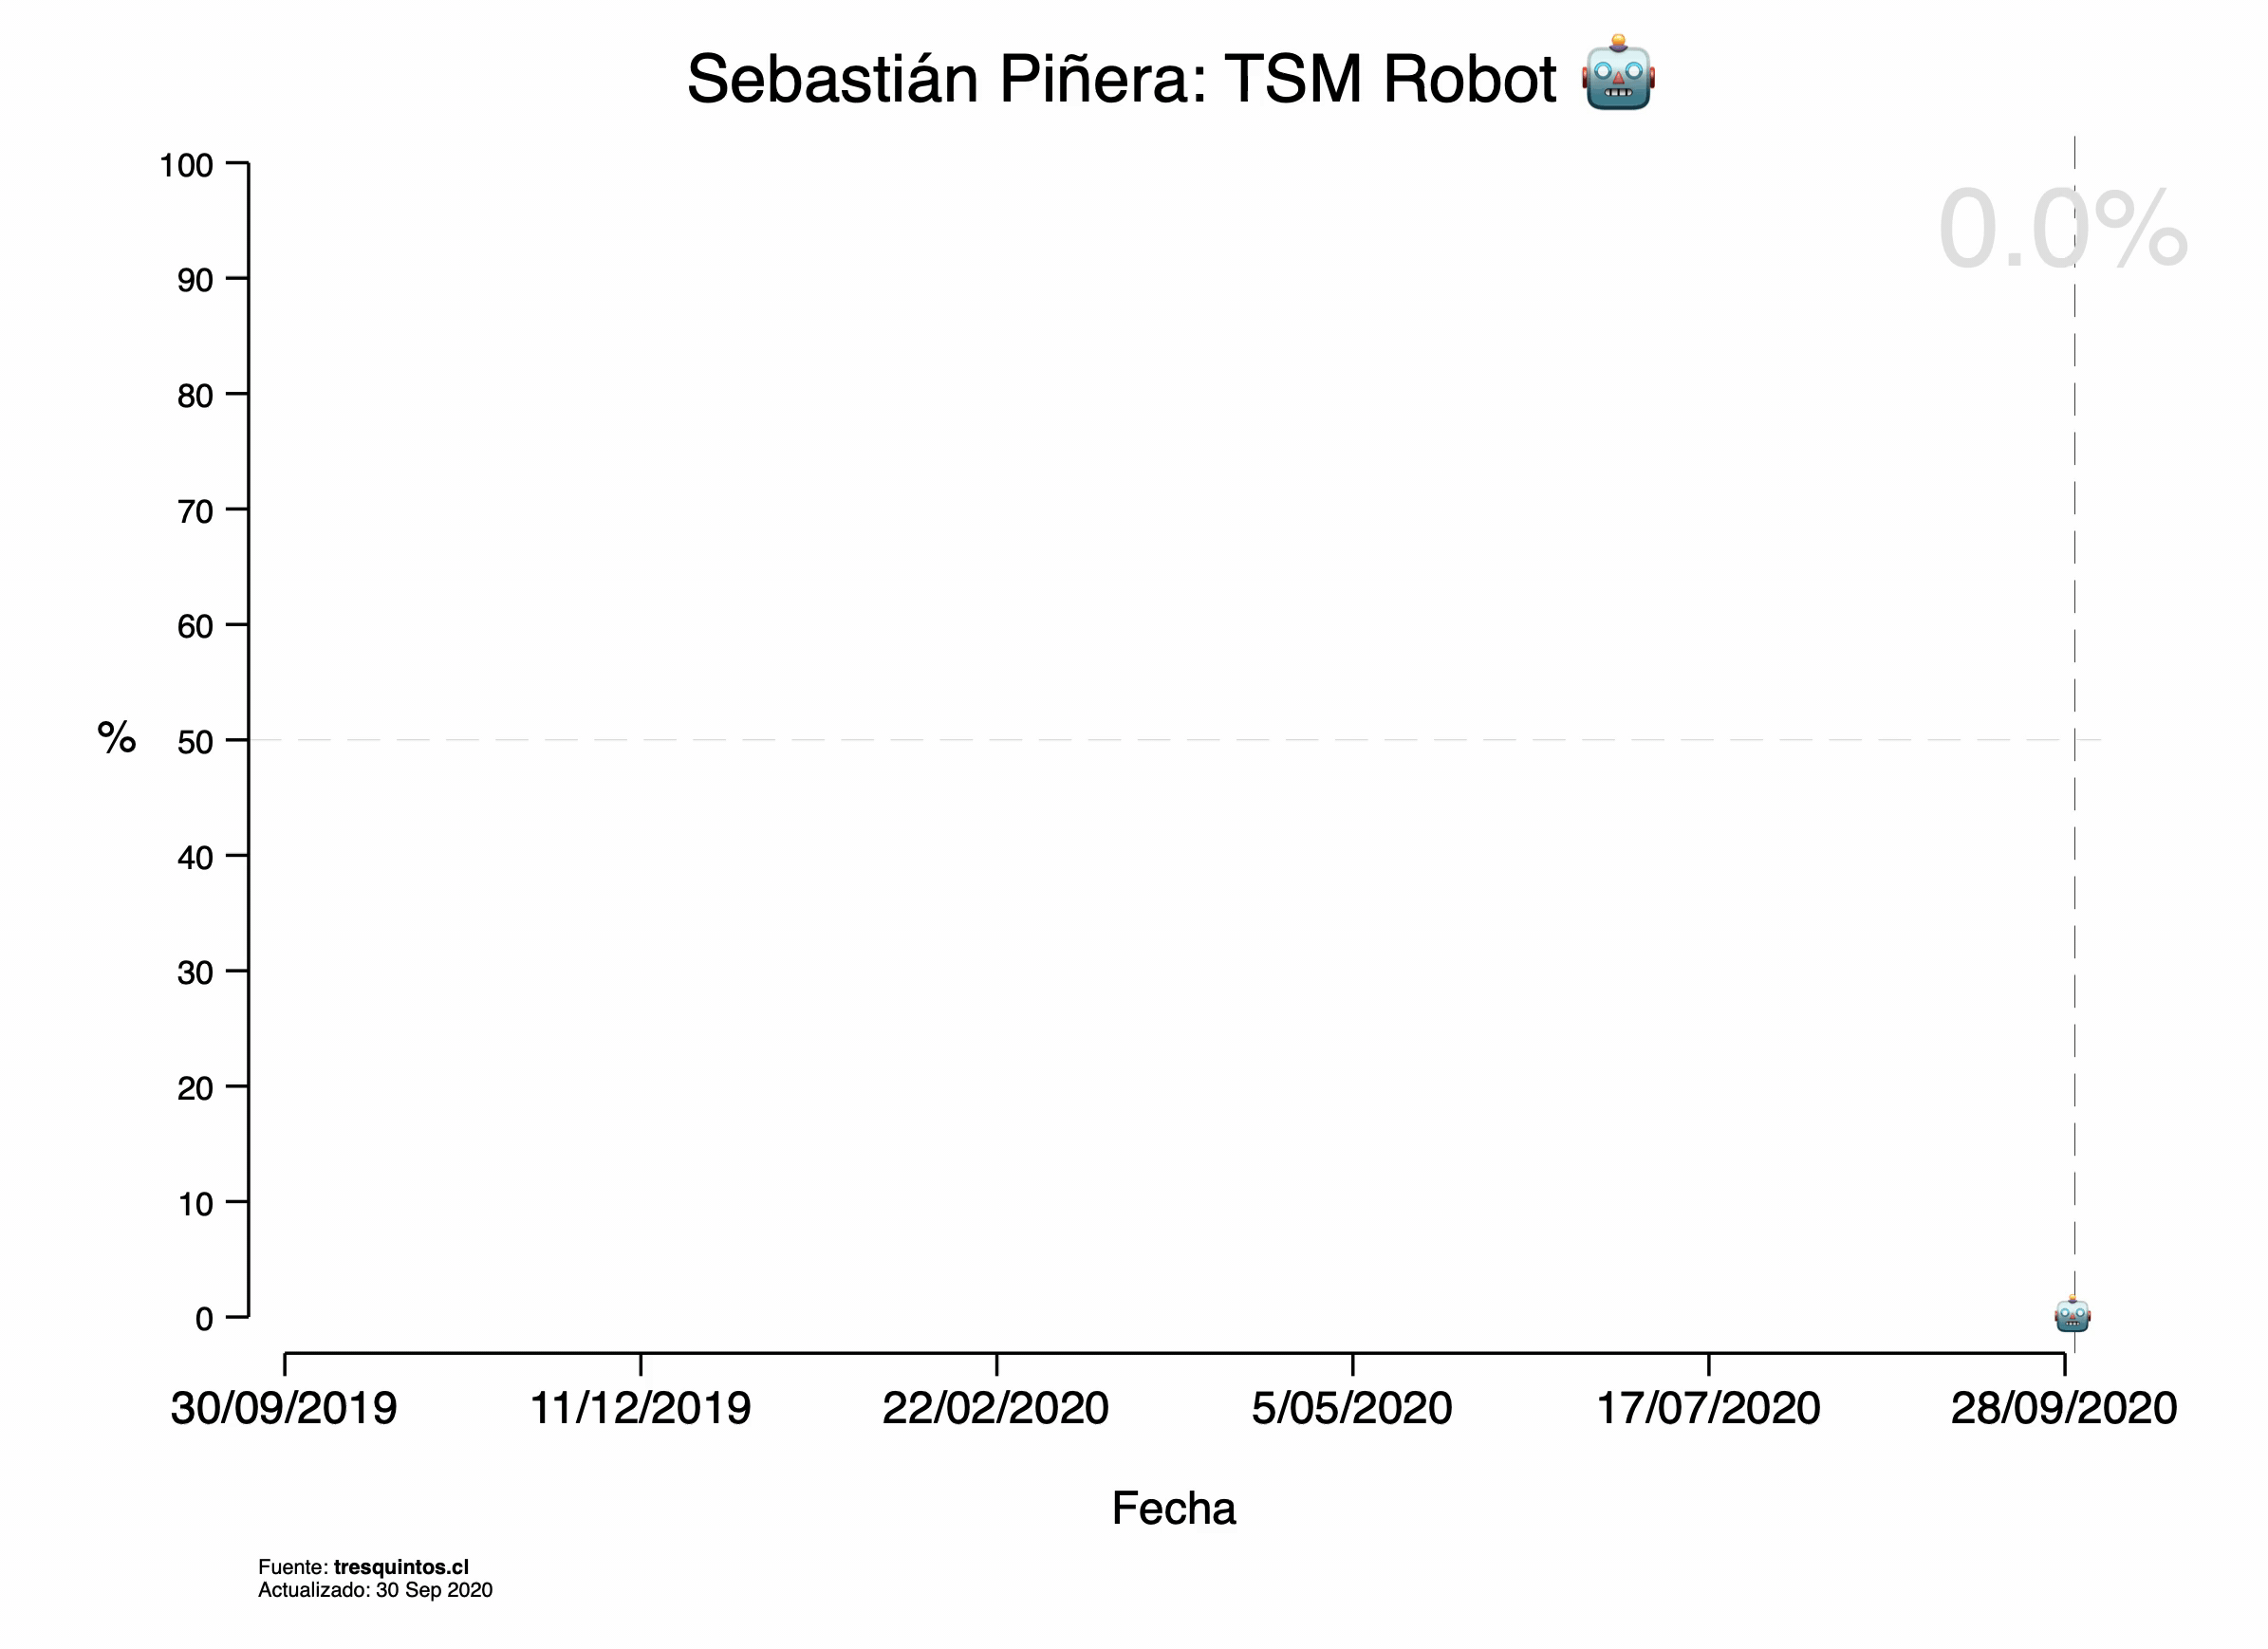 Sebastián Piñera: TSM Robot 🤖
100
0.0%
90
80
70
60
% 50
40
30
20
10
0
30/09/2019 11/12/2019 22/02/2020 5/05/2020 17/07/2020 28/09/2020
Fecha
Fuente: tresquintos.cl
Actualizado: 30 Sep 2020